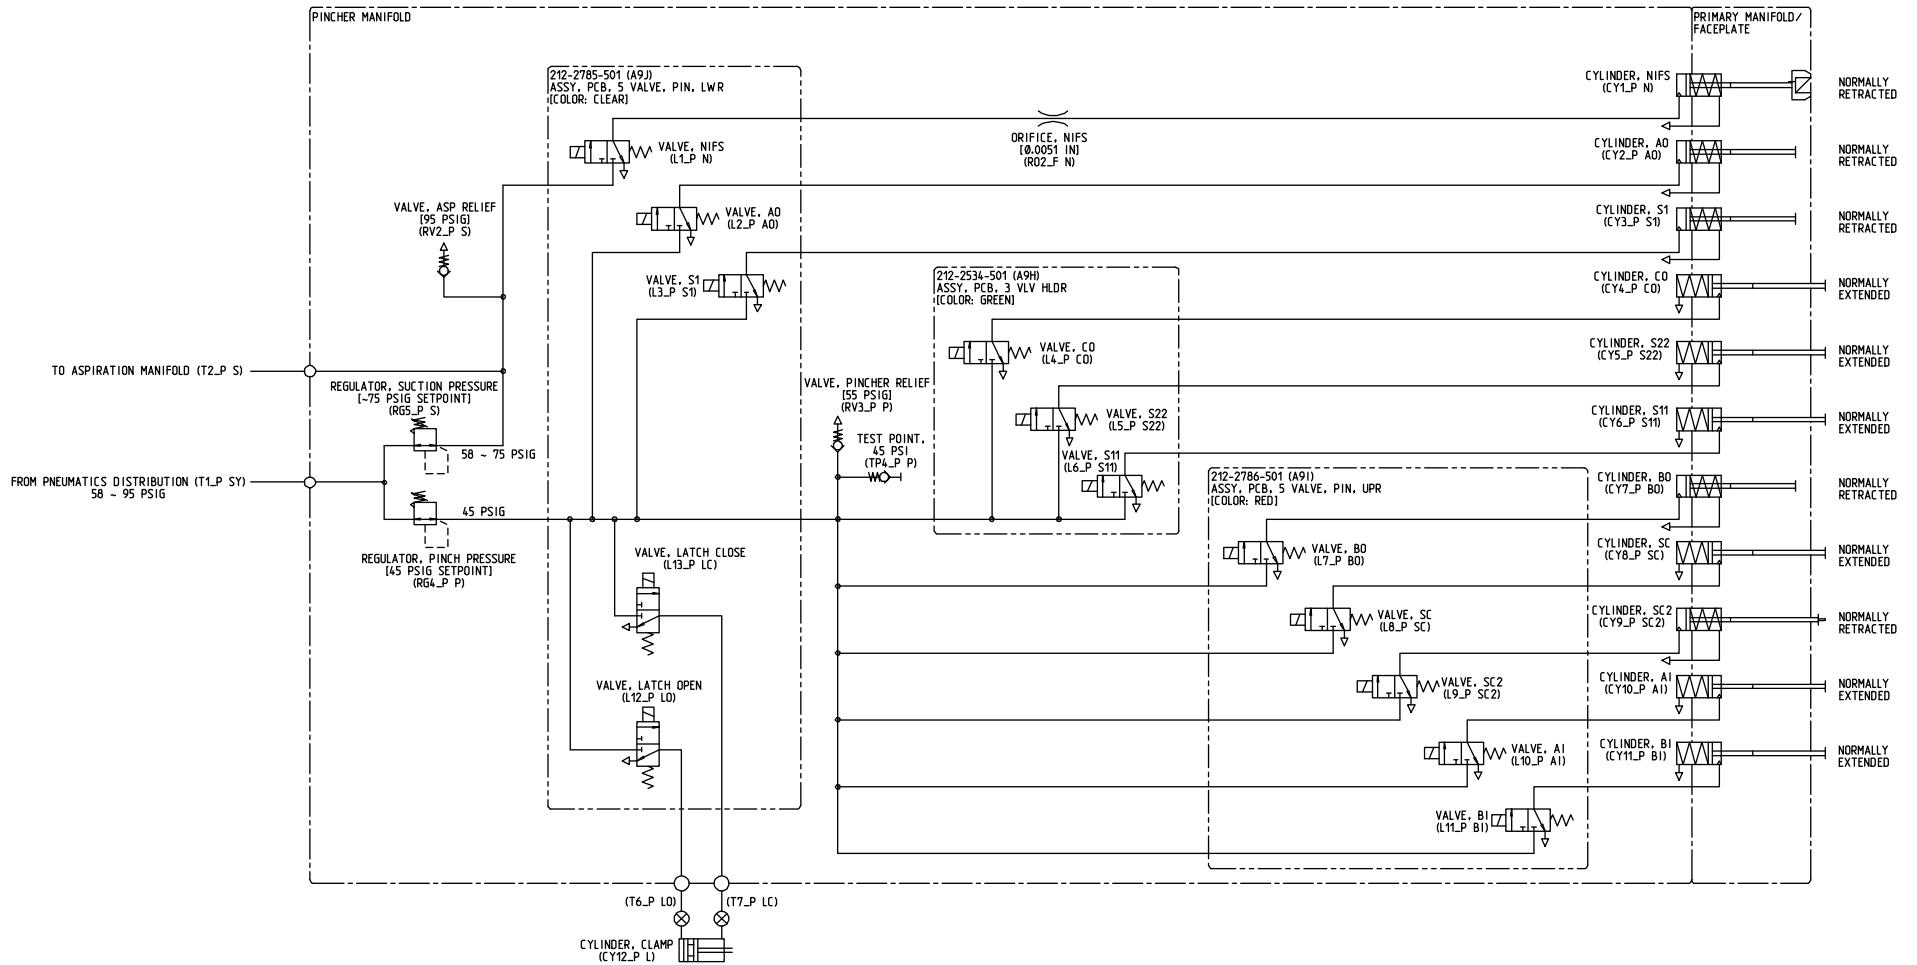 PINCHER MANIFOLD
PRIMARY MANIFOLD/
FACEPLATE
212-2785-501 (A9J)
ASSY, PCB, 5 VALVE, PIN, LWR
[COLOR: CLEAR]
CYLINDER, NIFS
(CY1_P N)
NORMALLY
RETRACTED
ORIFICE, NIFS
[Ø.0051 IN]
(RO2_F N)
VALVE, NIFS
(L1_P N)
CYLINDER, AO
(CY2_P AO)
NORMALLY
RETRACTED
VALVE, ASP RELIEF
[95 PSIG]
(RV2_P S)
VALVE, AO
(L2_P AO)
CYLINDER, S1
(CY3_P S1)
NORMALLY
RETRACTED
VALVE, S1
(L3_P S1)
212-2534-501 (A9H)
ASSY, PCB, 3 VLV HLDR
[COLOR: GREEN]
CYLINDER, CO
(CY4_P CO)
NORMALLY
EXTENDED
VALVE, CO
(L4_P CO)
CYLINDER, S22
(CY5_P S22)
NORMALLY
EXTENDED
TO ASPIRATION MANIFOLD (T2_P S)
REGULATOR, SUCTION PRESSURE
[~75 PSIG SETPOINT]
(RG5_P S)
58 ~ 75 PSIG
VALVE, PINCHER RELIEF
[55 PSIG]
(RV3_P P)
TEST POINT,
45 PSI
(TP4_P P)
VALVE, S22
(L5_P S22)
CYLINDER, S11
(CY6_P S11)
NORMALLY
EXTENDED
VALVE, S11
(L6_P S11)
FROM PNEUMATICS DISTRIBUTION (T1_P SY)
58 ~ 95 PSIG
45 PSIG
212-2786-501 (A9I)
ASSY, PCB, 5 VALVE, PIN, UPR
[COLOR: RED]
CYLINDER, BO
(CY7_P BO)
NORMALLY
RETRACTED
REGULATOR, PINCH PRESSURE
[45 PSIG SETPOINT]
(RG4_P P)
VALVE, LATCH CLOSE
(L13_P LC)
VALVE, BO
(L7_P BO)
CYLINDER, SC
(CY8_P SC)
NORMALLY
EXTENDED
VALVE, SC
(L8_P SC)
CYLINDER, SC2
(CY9_P SC2)
NORMALLY
RETRACTED
VALVE, LATCH OPEN
(L12_P LO)
VALVE, SC2
(L9_P SC2)
CYLINDER, AI
(CY10_P AI)
NORMALLY
EXTENDED
VALVE, AI
(L10_P AI)
CYLINDER, BI
(CY11_P BI)
NORMALLY
EXTENDED
VALVE, BI
(L11_P BI)
(T6_P LO)
(T7_P LC)
CYLINDER, CLAMP
(CY12_P L)